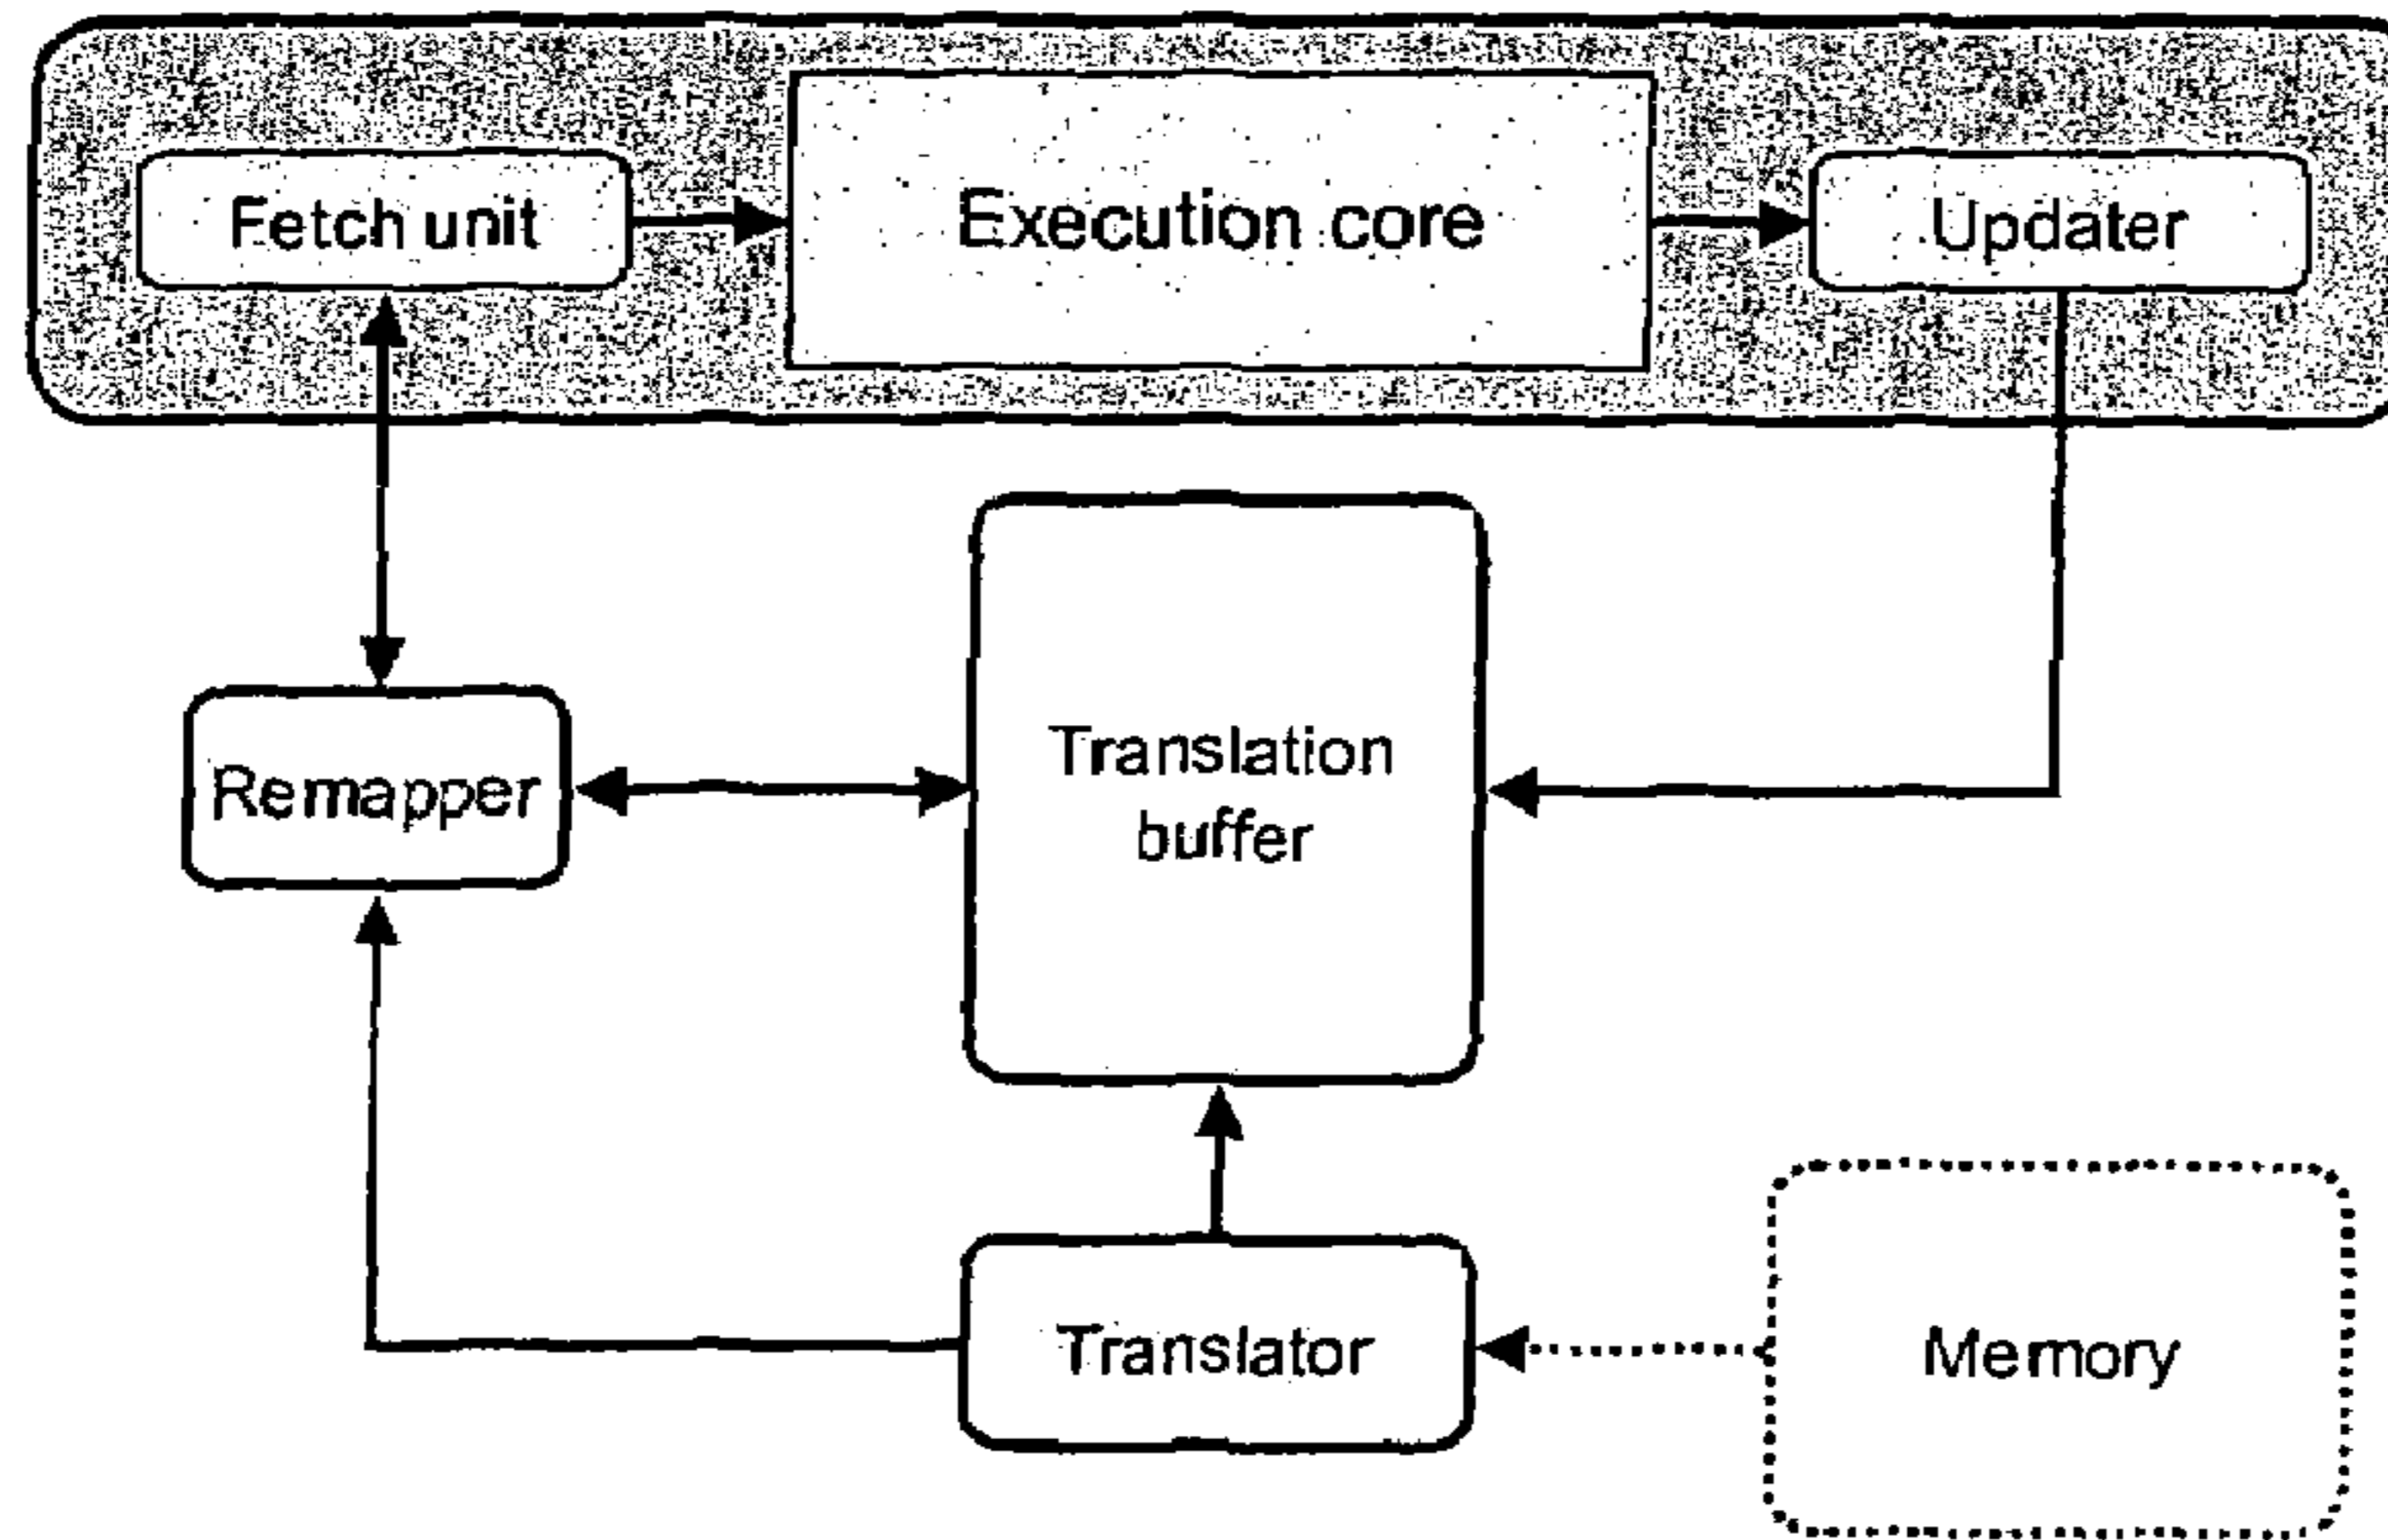 Fetch unit
Execution core
Updater
Remapper
Translation
buffer
Translator
Memory